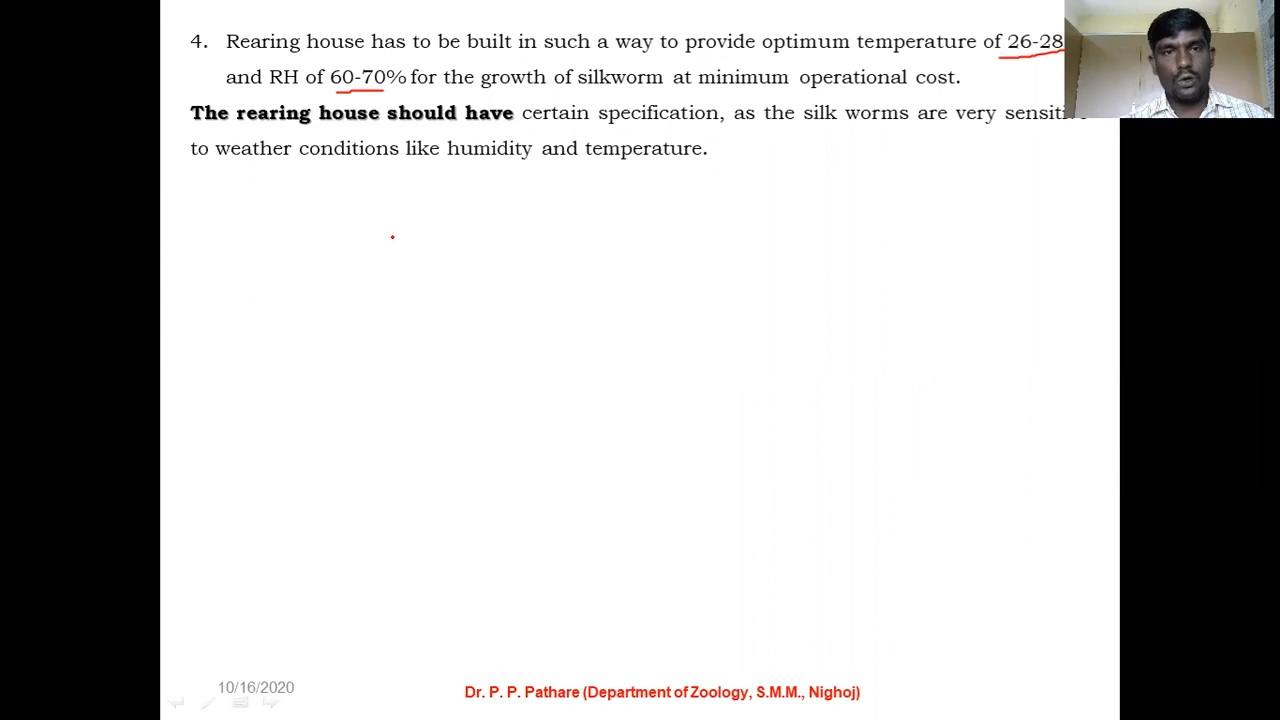 4. Rearing house has to be built in such a way to provide optimum temperature of 26-28
and RH of 60-70% for the growth of silkworm at minimum operational cost.
The rearing house should have certain specification, as the silk worms are very
to weather conditions like humidity and temperature.
10/16/2020
Dr. P. P. Pathare (Department of Zoology, S.M.M., Nighoj)